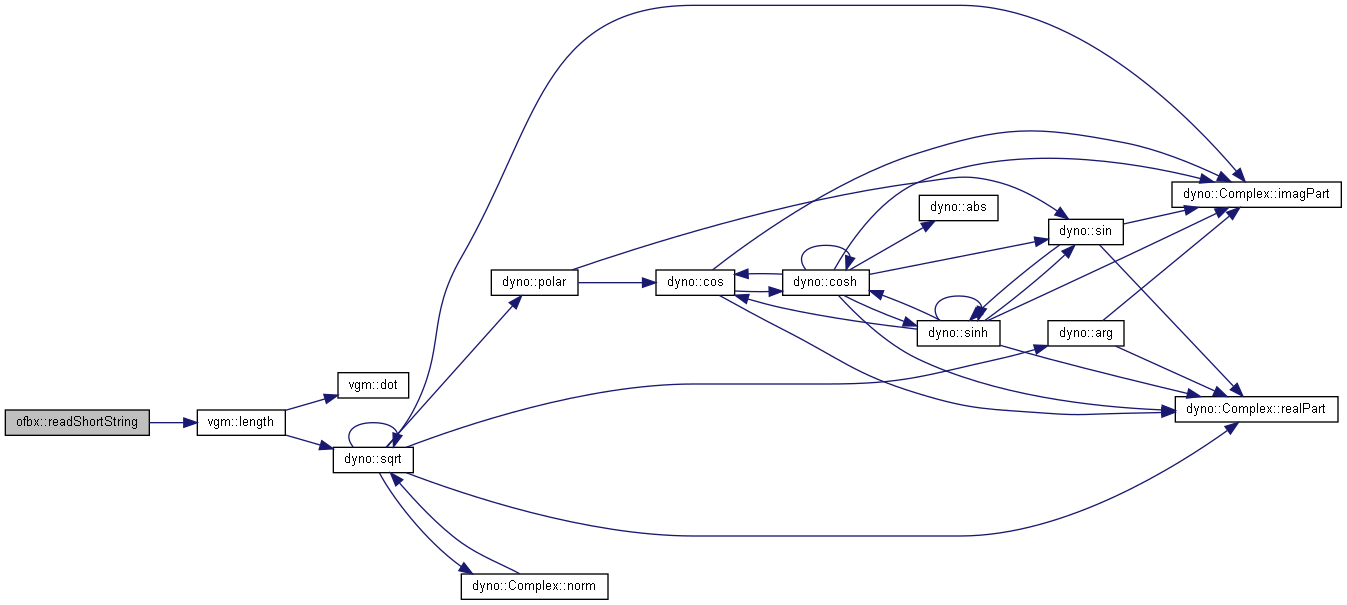 ofbx::readShortString
vgm::length
vgm::dot
dyno::sqrt
dyno::polar
dyno::Complex::norm
dyno::cos
dyno::cosh
dyno::abs
dyno::sinh
dyno::sin
dyno::arg
dyno::Complex::imagPart
dyno::Complex::realPart